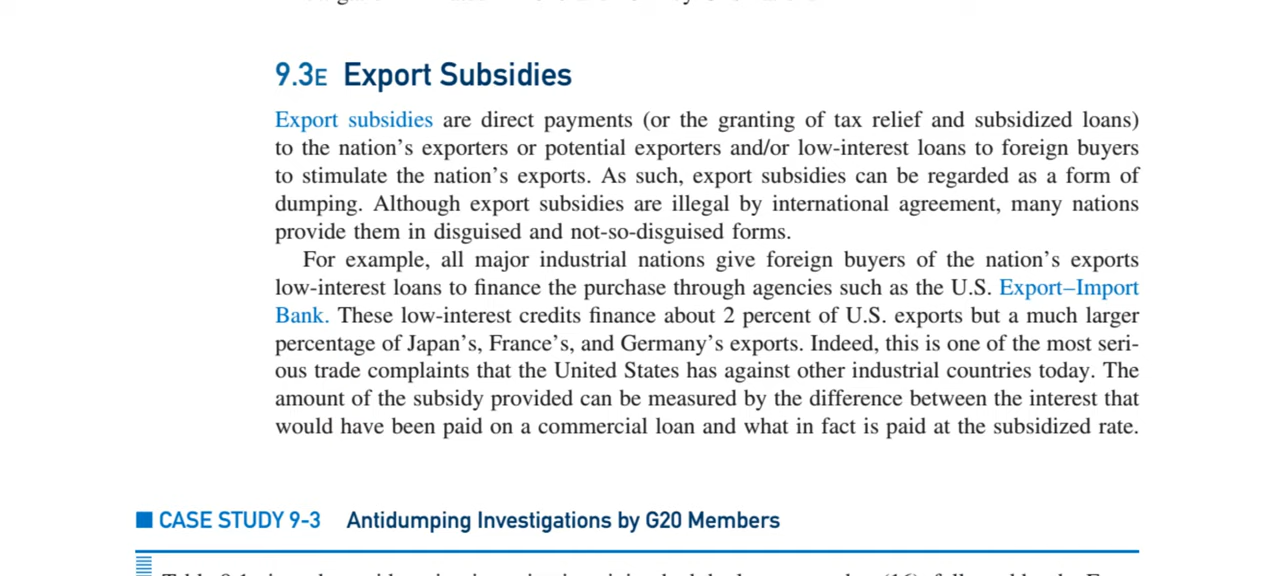 9.3E Export Subsidies
Export subsidies are direct payments (or the granting of tax relief and subsidized loans)
to the nation's exporters or potential exporters and/or low-interest loans to foreign buyers
to stimulate the nation's exports. As such, export subsidies can be regarded as a form of
dumping. Although export subsidies are illegal by international agreement, many nations
provide them in disguised and not-so-disguised forms.
For example, all major industrial nations give foreign buyers of the nation's exports
low-interest loans to finance the purchase through agencies such as the U.S. Export–Import
Bank. These low-interest credits finance about 2 percent of U.S. exports but a much larger
percentage of Japan's, France's, and Germany's exports. Indeed, this is one of the most seri-
ous trade complaints that the United States has against other industrial countries today. The
amount of the subsidy provided can be measured by the difference between the interest that
would have been paid on a commercial loan and what in fact is paid at the subsidized rate.
CASE STUDY 9-3 Antidumping Investigations by G20 Members